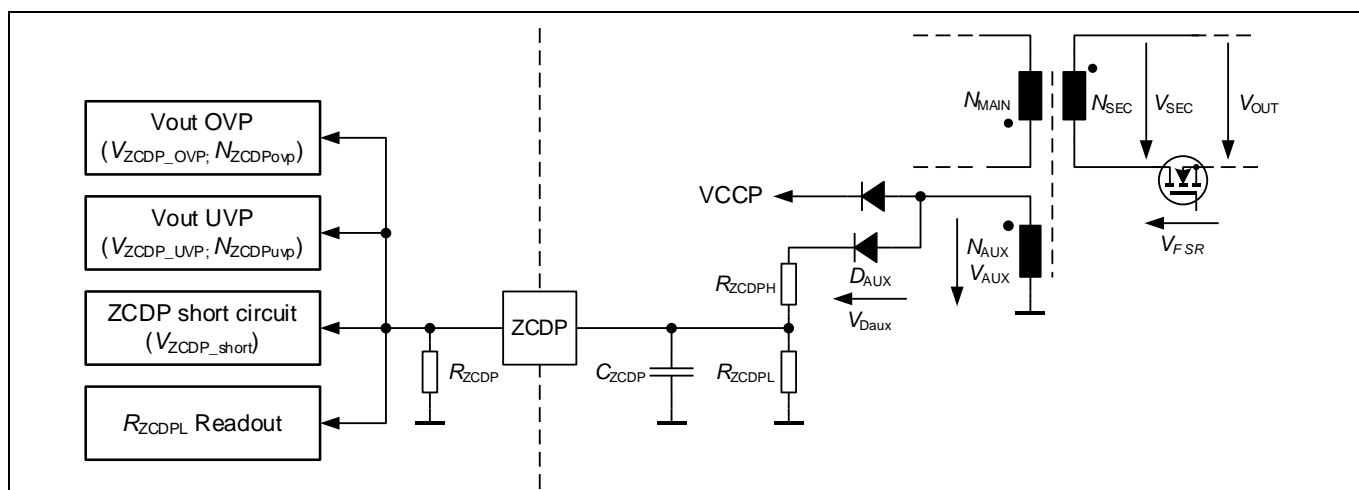 Vout OVP
(VZCDP_OVP; NZCDPovp)
Vout UVP
(VZCDP_UVP; NZCDPuvp)
ZCDP short circuit
(VZCDP_short)
RZCDPL Readout
RZCDP
ZCDP
CZCDP
RZCDPH
RZCDPL
VCCP
DAUX
VDaux
NAUX
VAUX
NMAIN
NSEC
VSEC
VOUT
VFSR